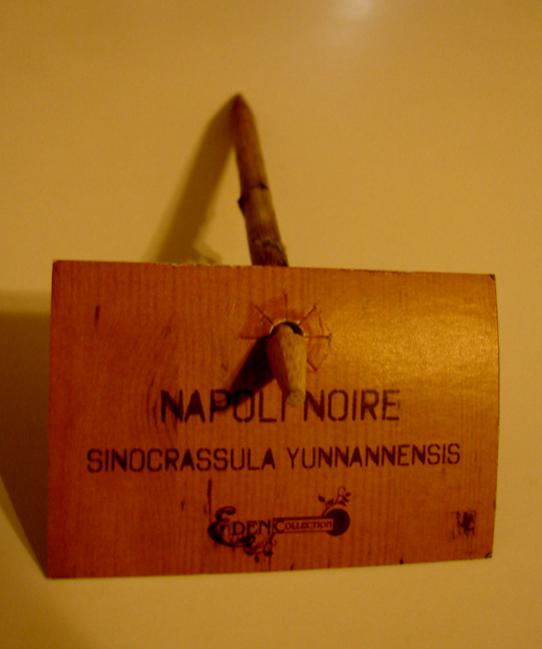 NAPOLI NOIRE
SINOCRASSULA YUNNANNENSIS
EDEN COLLECTION